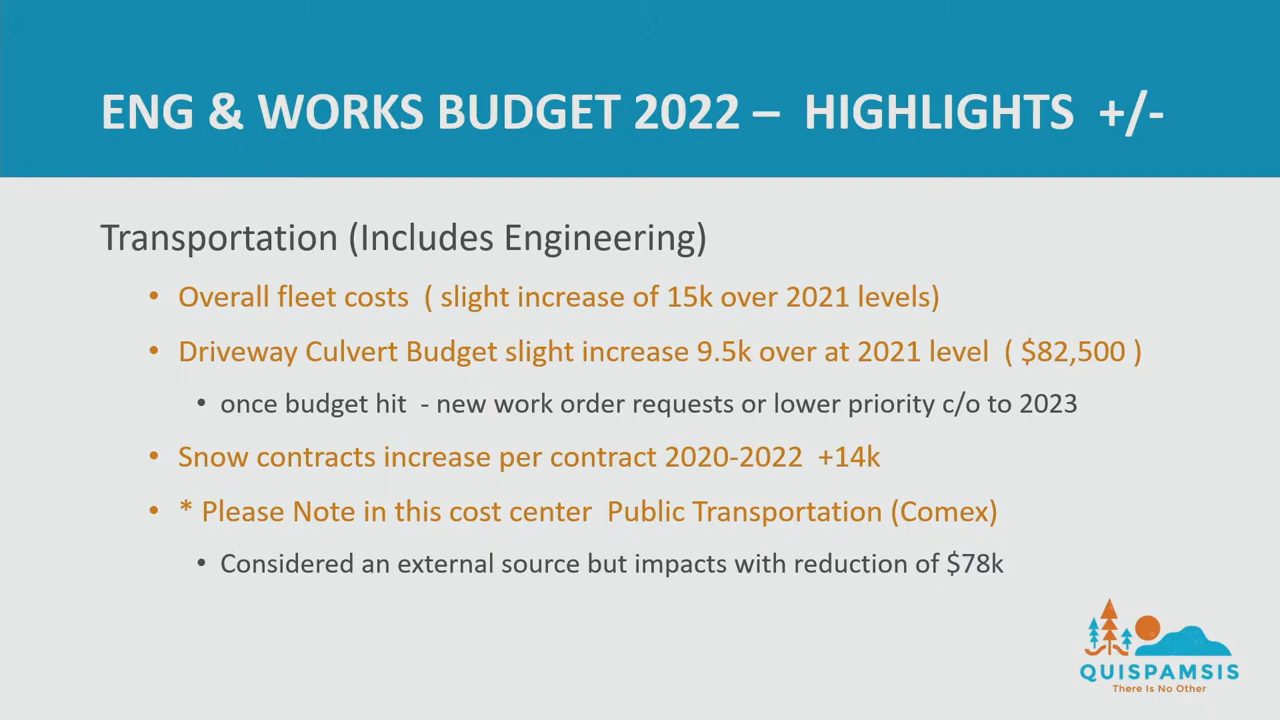 ENG & WORKS BUDGET 2022 – HIGHLIGHTS +/-
Transportation (Includes Engineering)
• Overall fleet costs ( slight increase of 15k over 2021 levels)
• Driveway Culvert Budget slight increase 9.5k over at 2021 level ( $82,500 )
• once budget hit - new work order requests or lower priority c/o to 2023
• Snow contracts increase per contract 2020-2022 +14k
• * Please Note in this cost center Public Transportation (Comex)
• Considered an external source but impacts with reduction of $78k
QUISPAMSIS
There Is No Other